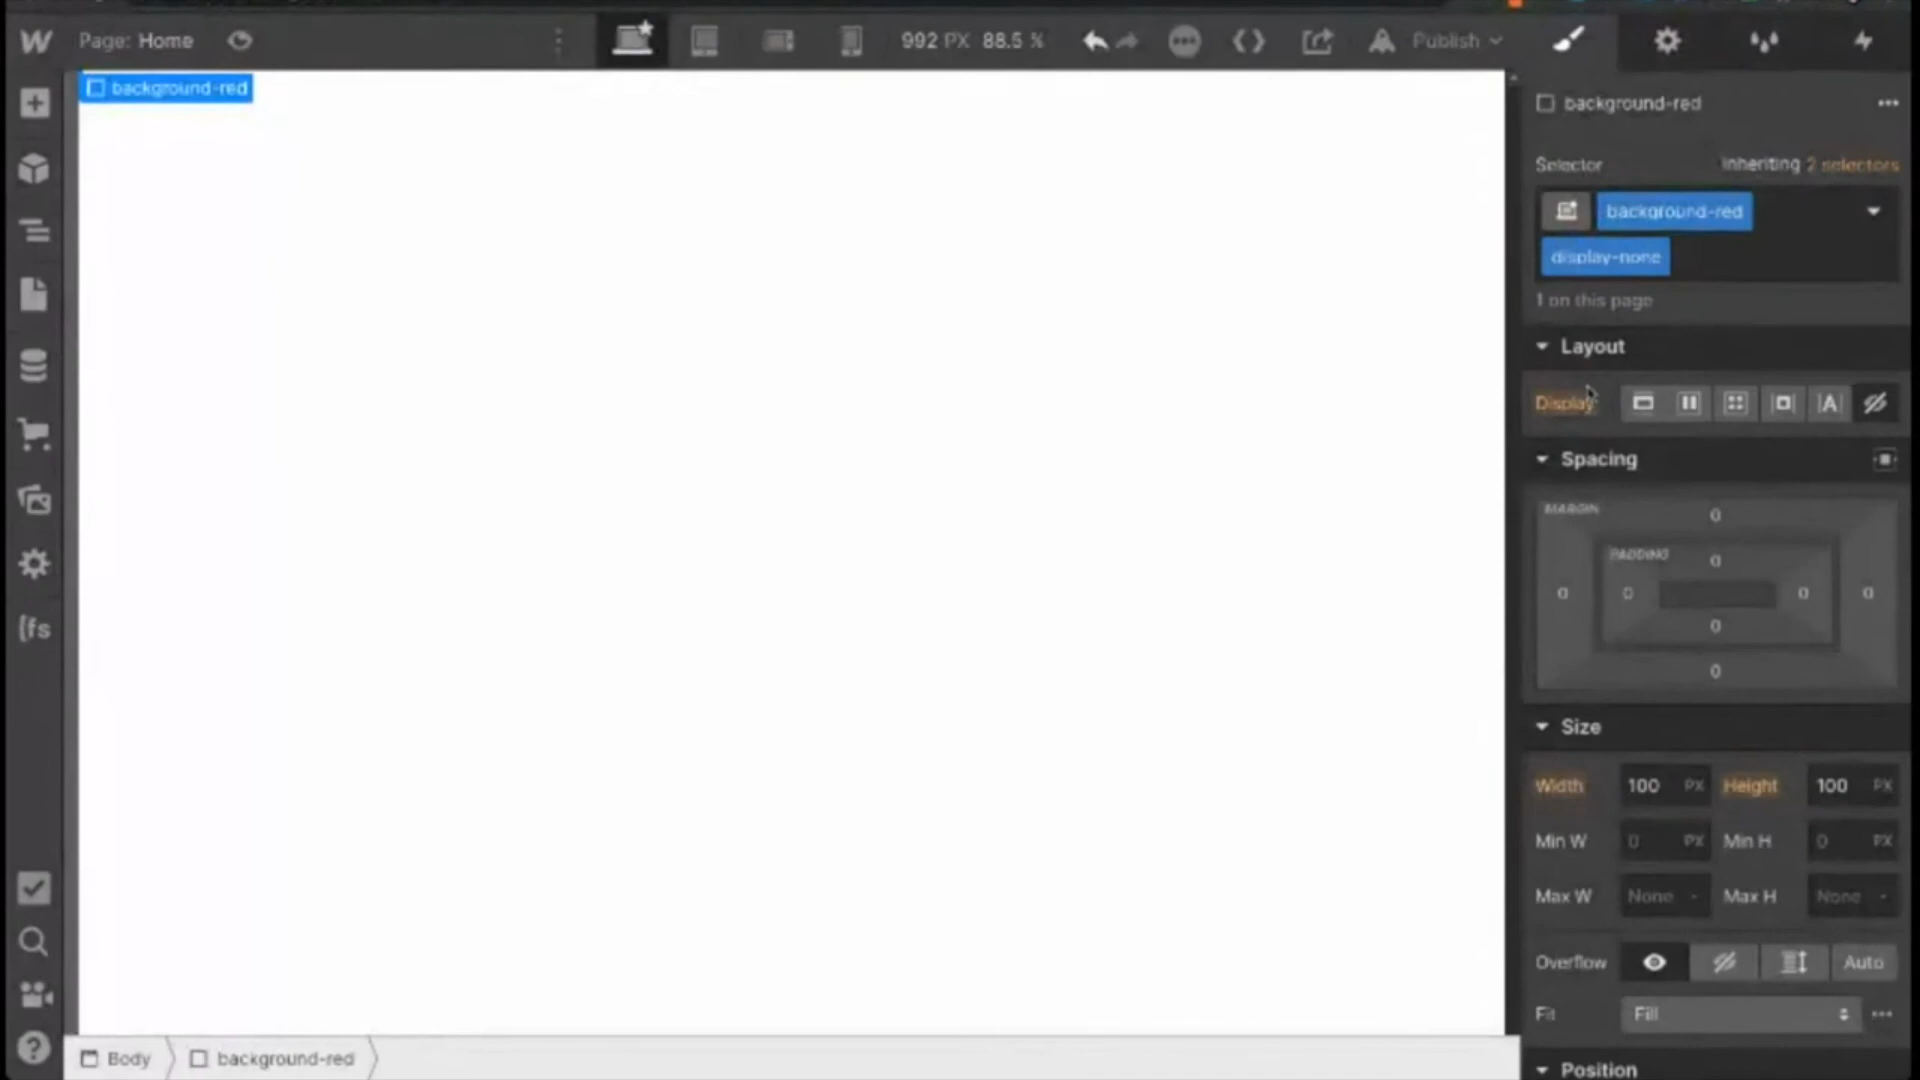 Page: Home
992 PX 88.5 %
Publish
background-red
background-red
Selector
Inheriting 2 selectors
background-red
display-none
1 on this page
Layout
Display
Spacing
MARGIN
0
PADDING
0
0 0 0 0
0
0
Size
Width 100 PX Height 100 PX
Min W 0 PX Min H 0 PX
Max W None - Max H None -
Overflow Auto
Fit Fill
Position
{fs
Body background-red